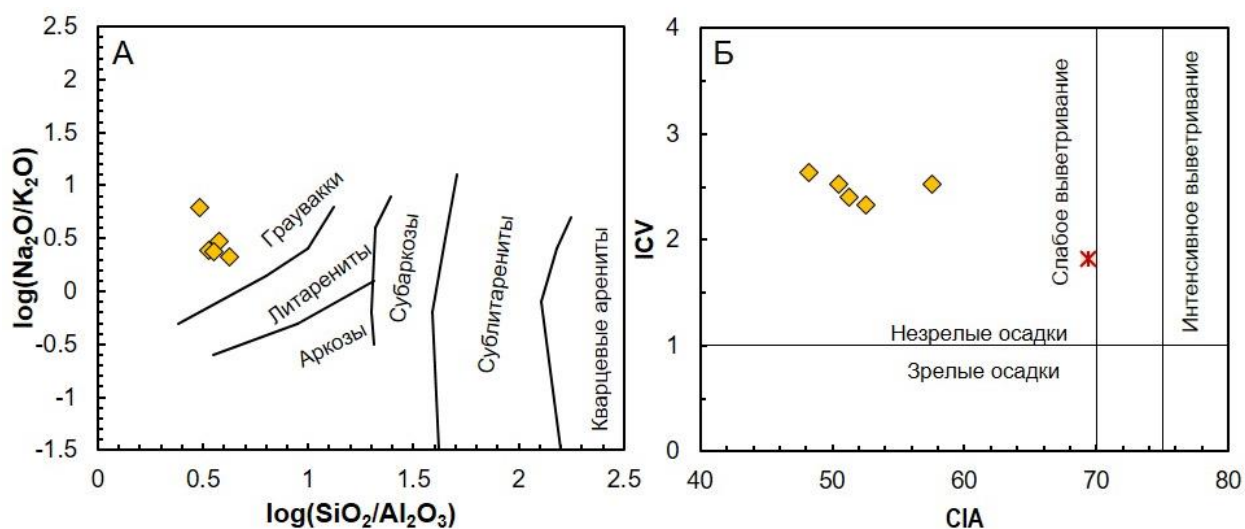 А
2.5
2
1.5
1
0.5
0
-0.5
-1
-1.5
log(Na₂O/K₂O)
Граувакки
Литарениты
Аркозы
Субаркозы
Сублитарениты
Кварцевые арениты
0
0.5
1
1.5
2
2.5
log(SiO₂/Al₂O₃)
Б
4
3
2
1
0
ICV
Слабое выветривание
Интенсивное выветривание
Незрелые осадки
Зрелые осадки
40
50
60
70
80
CIA